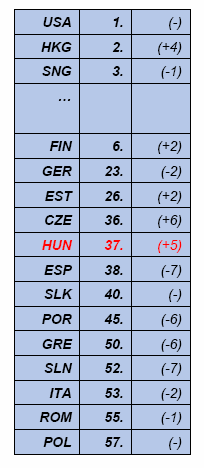 USA 1. (-)
HKG 2. (+4)
SNG 3. (-1)
...
FIN 6. (+2)
GER 23. (-2)
EST 26. (+2)
CZE 36. (+6)
HUN 37. (+5)
ESP 38. (-7)
SLK 40. (-)
POR 45. (-6)
GRE 50. (-6)
SLN 52. (-7)
ITA 53. (-2)
ROM 55. (-1)
POL 57. (-)